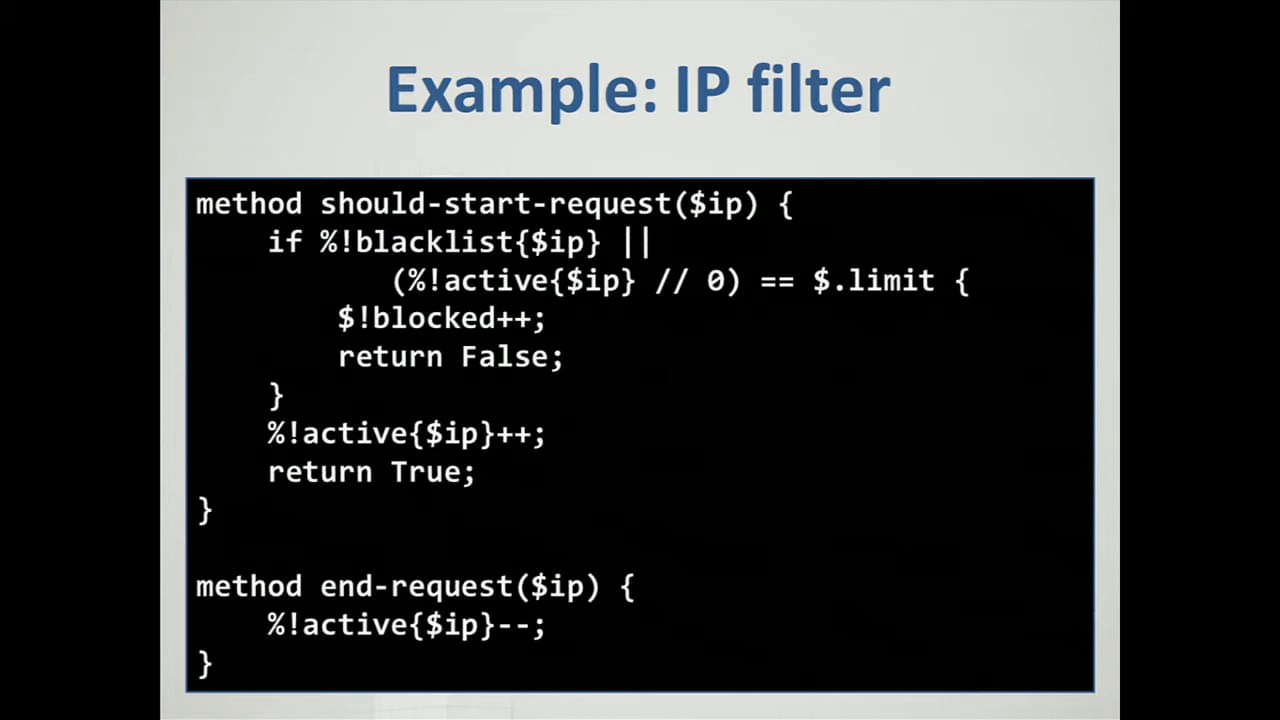 Example: IP filter
method should-start-request($ip) {
    if %!blacklist{$ip} ||
           (%!active{$ip} // 0) == $.limit {
        $!blocked++;
        return False;
    }
    %!active{$ip}++;
    return True;
}
method end-request($ip) {
    %!active{$ip}--;
}